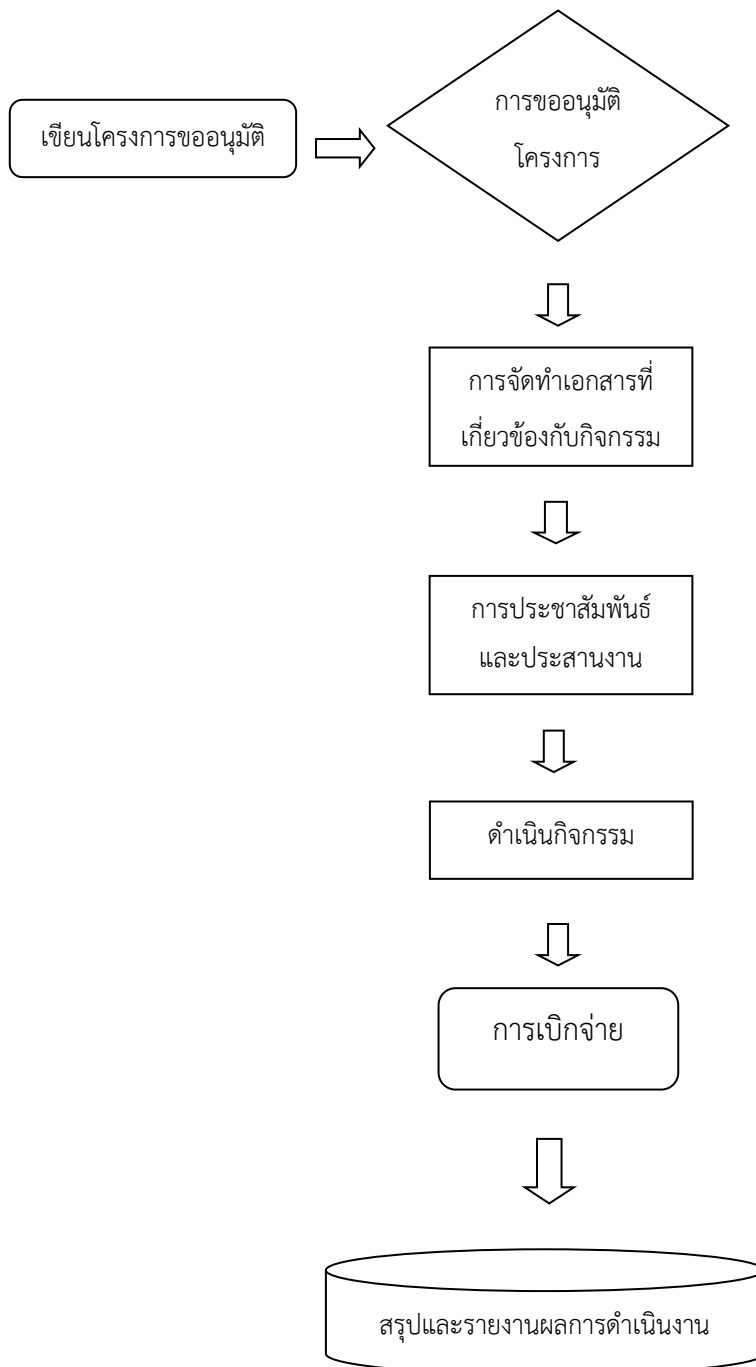 เขียนโครงการขออนุมัติ
การขออนุมัติ
โครงการ
การจัดทำเอกสารที่
เกี่ยวข้องกับกิจกรรม
การประชาสัมพันธ์
และประสานงาน
ดำเนินกิจกรรม
การเบิกจ่าย
สรุปและรายงานผลการดำเนินงาน